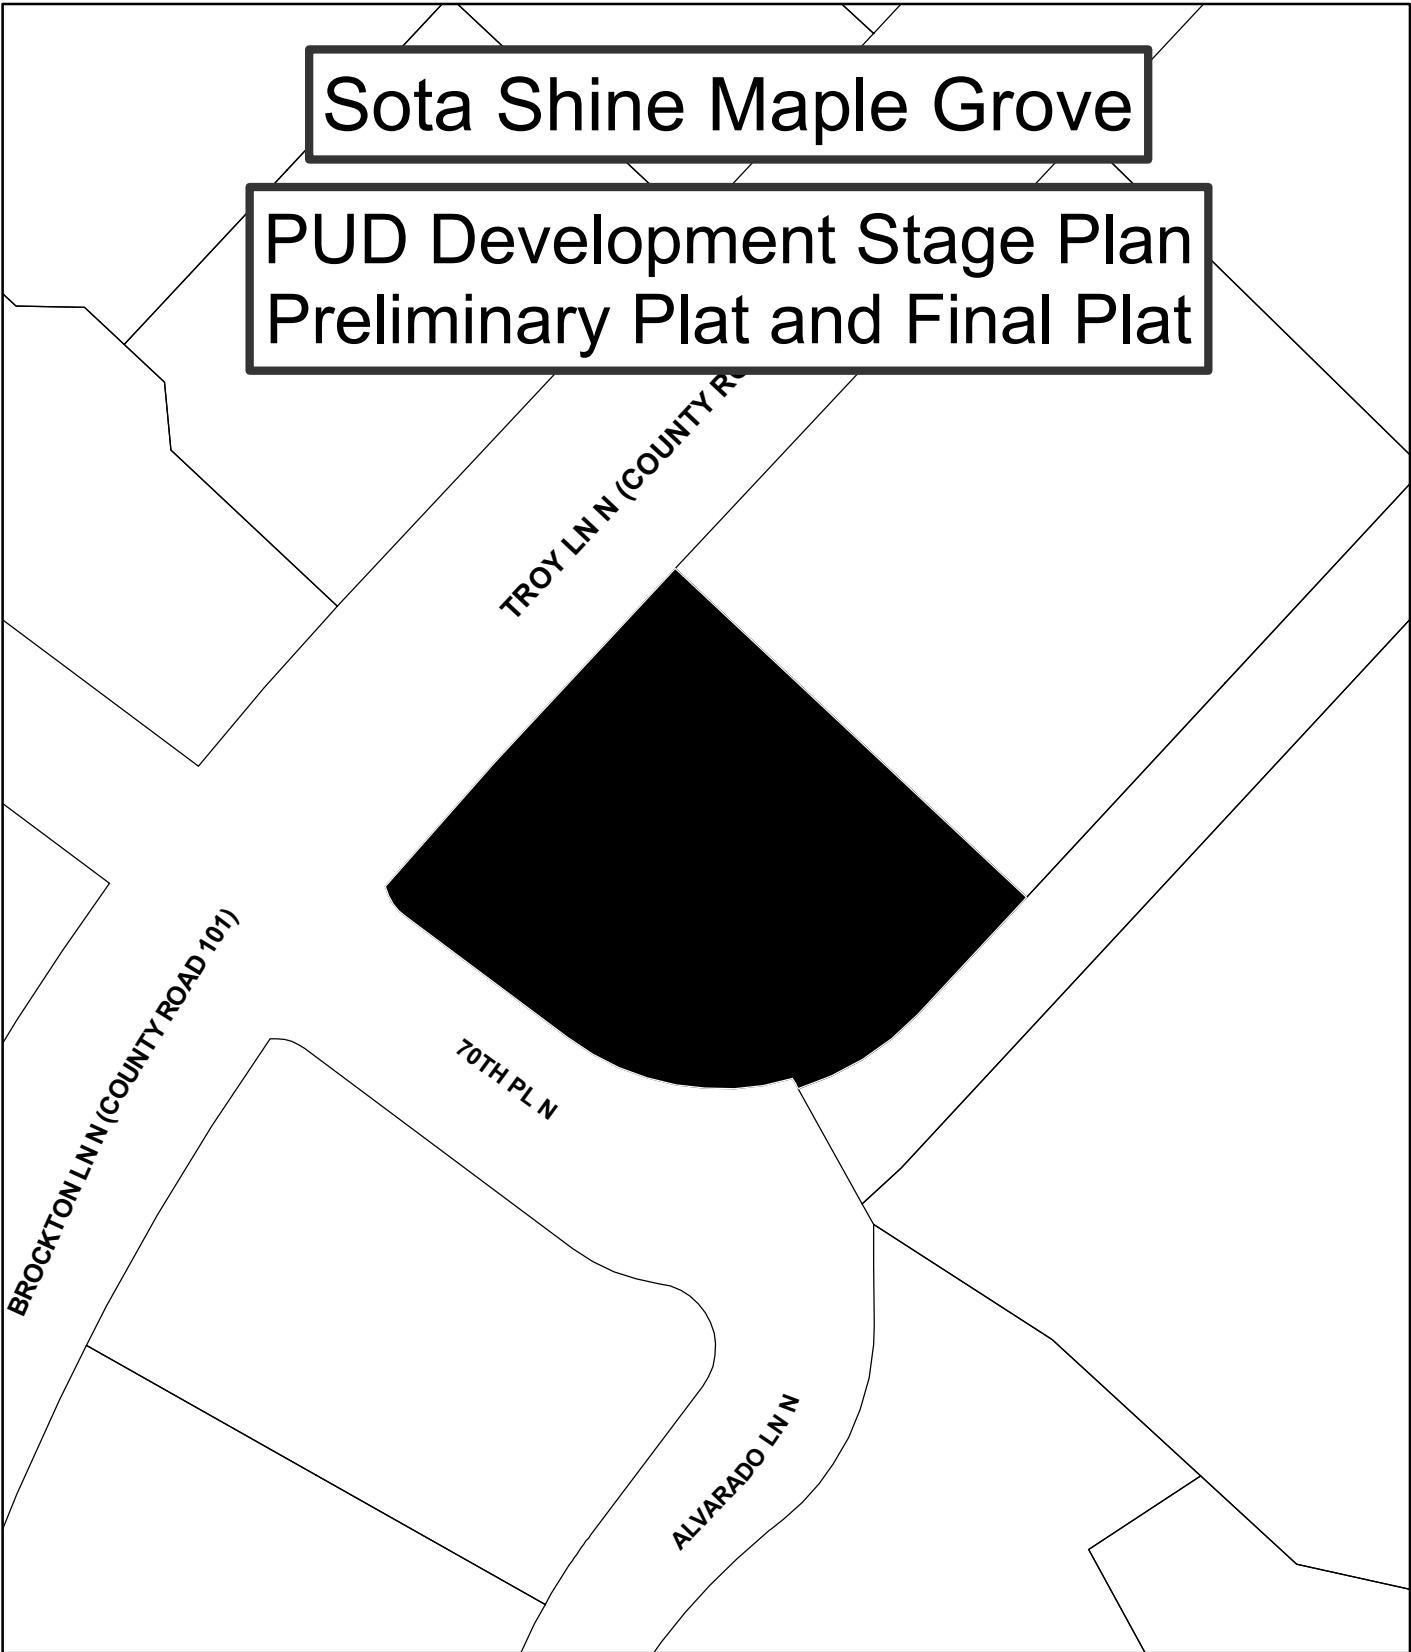 Sota Shine Maple Grove
PUD Development Stage Plan
Preliminary Plat and Final Plat
TROY LN N (COUNTY
BROCKTON LN N (COUNTY ROAD 101)
70TH PL N
ALVARADO LN N